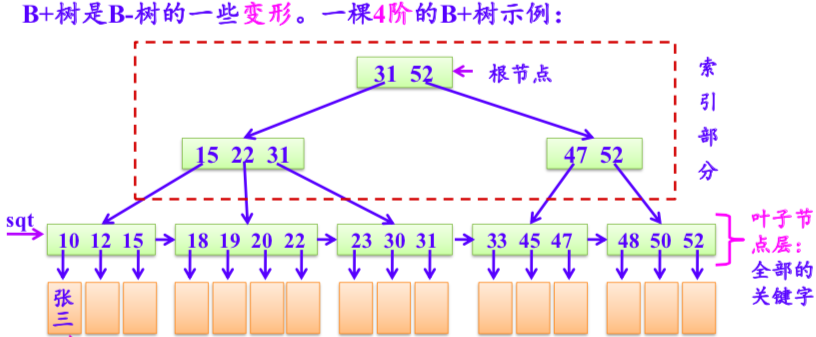 B+树是B-树的一些变形。一棵4阶的B+树示例：
31 52
根节点
索引部分
15 22 31
47 52
sqt
10 12 15
18 19 20 22
23 30 31
33 45 47
48 50 52
叶子节点层：
全部的关键字
张三